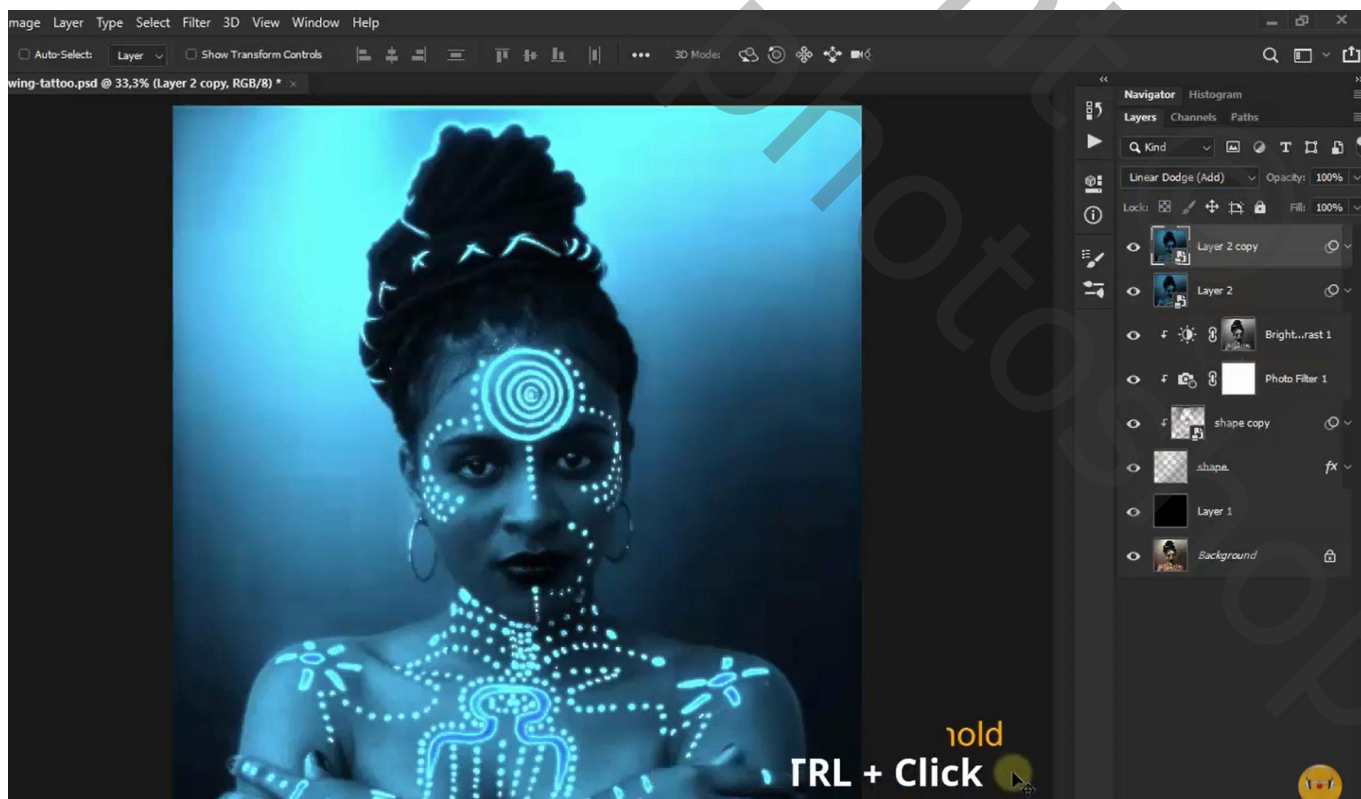 mage Layer Type Select Filter 3D View Window Help
Auto-Select: Layer Show Transform Controls 3D Mode:
wing-tattoo.psd @ 33,3% (Layer 2 copy, RGB/8) * ×
Navigator Histogram
Layers Channels Paths
Kind
Linear Dodge (Add) Opacity: 100%
Lock: Fill: 100%
Layer 2 copy
Layer 2
Bright...rast 1
Photo Filter 1
shape copy
shape fx
Layer 1
Background
hold
TRL + Click
photoshop